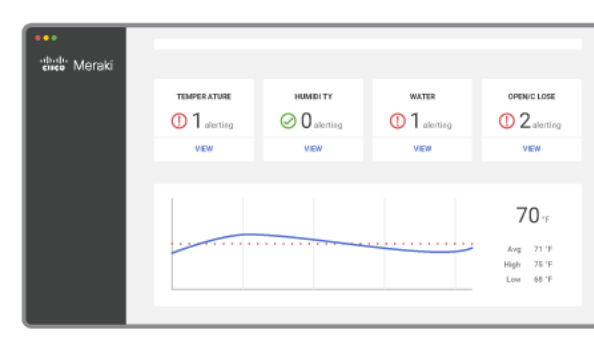 cisco Meraki
TEMPERATURE HUMIDITY WATER OPEN/CLOSE
1 alerting 0 alerting 1 alerting 2 alerting
VIEW VIEW VIEW VIEW
70 °F
Avg 71 °F
High 75 °F
Low 68 °F